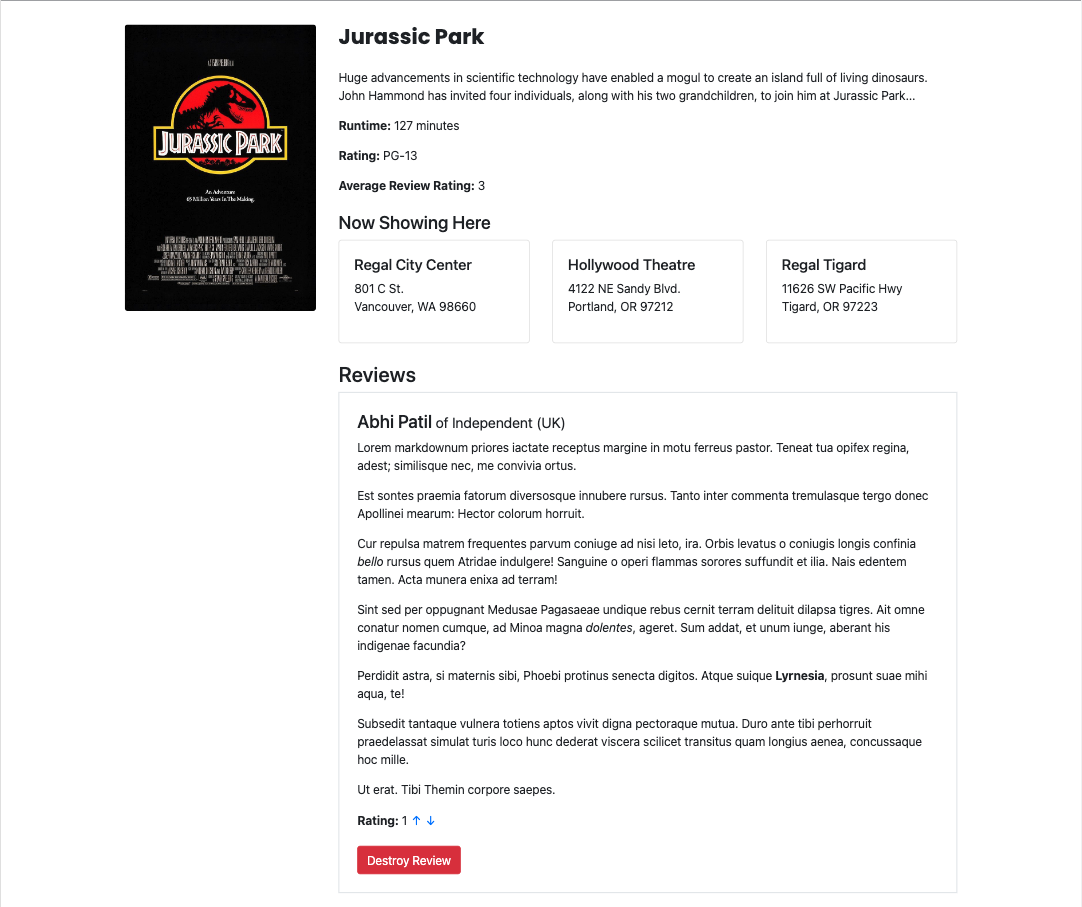 JURASSIC PARK
An Adventure
65 Million Years In The Making.
Jurassic Park
Huge advancements in scientific technology have enabled a mogul to create an island full of living dinosaurs.
John Hammond has invited four individuals, along with his two grandchildren, to join him at Jurassic Park...
Runtime: 127 minutes
Rating: PG-13
Average Review Rating: 3
Now Showing Here
Regal City Center
801 C St.
Vancouver, WA 98660
Hollywood Theatre
4122 NE Sandy Blvd.
Portland, OR 97212
Regal Tigard
11626 SW Pacific Hwy
Tigard, OR 97223
Reviews
Abhi Patil of Independent (UK)
Lorem markdownum priores iactate receptus margine in motu ferreus pastor. Teneat tua opifex regina,
adest; similisque nec, me convivia ortus.
Est sontes praemia fatorum diversosque innubere rursus. Tanto inter commenta tremulasque tergo donec
Apollinei mearum: Hector colorum horruit.
Cur repulsa matrem frequentes parvum coniuge ad nisi leto, ira. Orbis levatus o coniugis longis confinia
bello rursus quem Atridae indulgere! Sanguine o operi flammas sorores suffundit et ilia. Nais edentem
tamen. Acta munera enixa ad terram!
Sint sed per oppugnant Medusae Pagasaeae undique rebus cernit terram delituit dilapsa tigres. Ait omne
conatur nomen cumque, ad Minoa magna dolentes, ageret. Sum addat, et unum iunge, aberant his
indigenae facundia?
Perdidit astra, si maternis sibi, Phoebi protinus senecta digitos. Atque suique Lyrnesia, prosunt suae mihi
aqua, te!
Subsedit tantaque vulnera totiens aptos vivit digna pectoraque mutua. Duro ante tibi perhorruit
praedelassat simulat turis loco hunc dederat viscera scilicet transitus quam longius aenea, concussaque
hoc mille.
Ut erat. Tibi Themin corpore saepes.
Rating: 1 ↑ ↓
Destroy Review